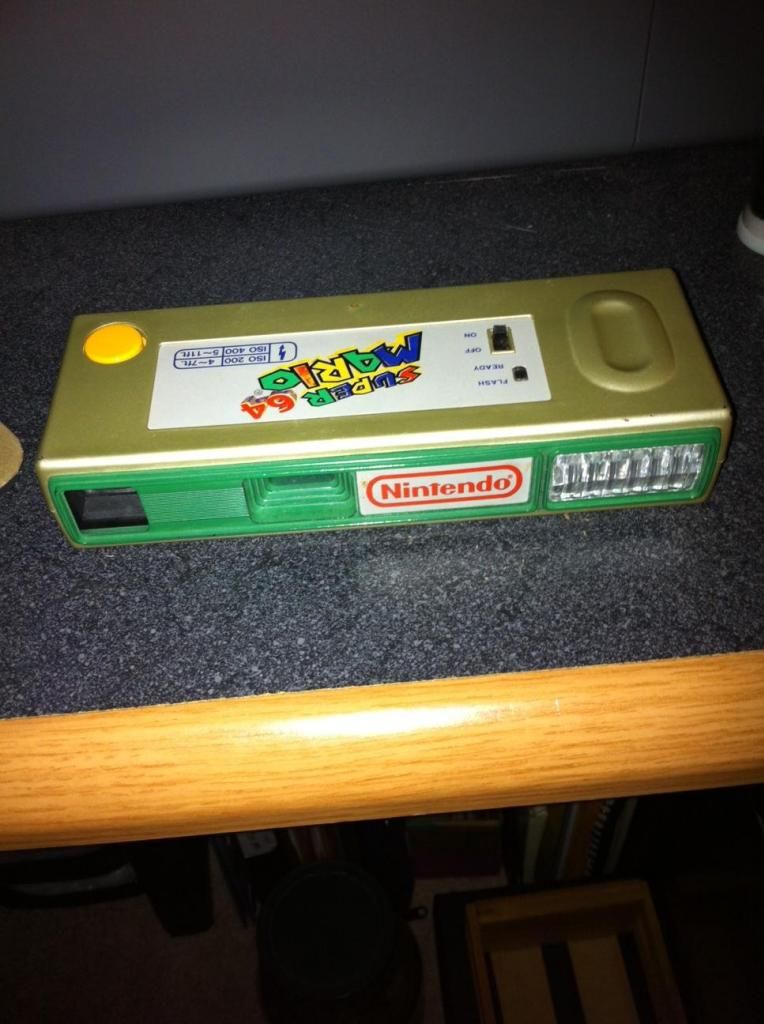 SUPER
MARIO
64
ISO 200 4~7ft.
ISO 400 5~11ft.
ON
OFF
READY
FLASH
Nintendo®